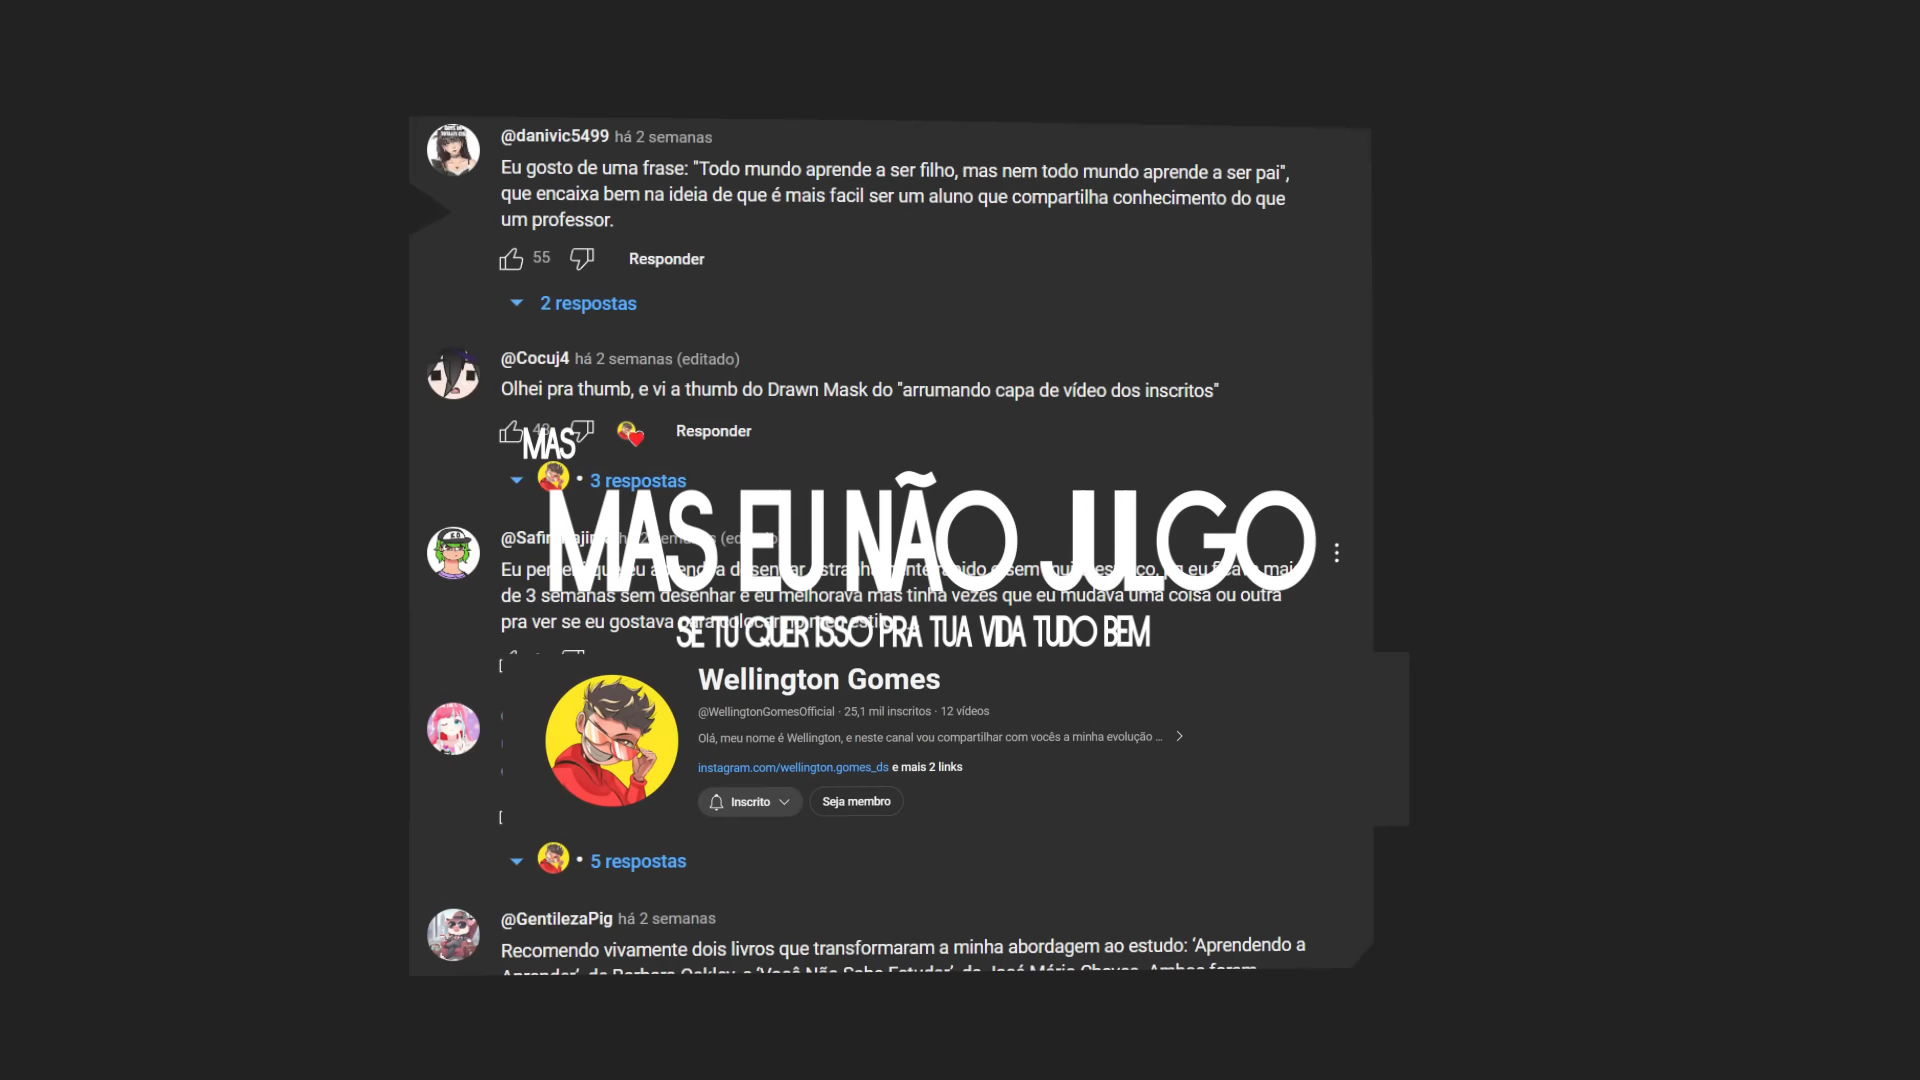 @danivic5499 há 2 semanas
Eu gosto de uma frase: "Todo mundo aprende a ser filho, mas nem todo mundo aprende a ser pai",
que encaixa bem na ideia de que é mais facil ser um aluno que compartilha conhecimento do que
um professor.
55 Responder
2 respostas
@Cocuj4 há 2 semanas (editado)
Olhei pra thumb, e vi a thumb do Drawn Mask do "arrumando capa de vídeo dos inscritos"
Responder
MAS
• 3 respostas
MAS EU NÃO JULGO
de 3 semanas sem desenhar e eu melhorava mas tinha vezes que eu mudava uma coisa ou outra
pra ver se eu gostava
SE TU QUER ISSO PRA TUA VIDA TUDO BEM
Wellington Gomes
@WellingtonGomesOfficial · 25,1 mil inscritos · 12 vídeos
Olá, meu nome é Wellington, e neste canal vou compartilhar com vocês a minha evolução ...
instagram.com/wellington.gomes_ds e mais 2 links
Inscrito Seja membro
• 5 respostas
@GentilezaPig há 2 semanas
Recomendo vivamente dois livros que transformaram a minha abordagem ao estudo: 'Aprendendo a